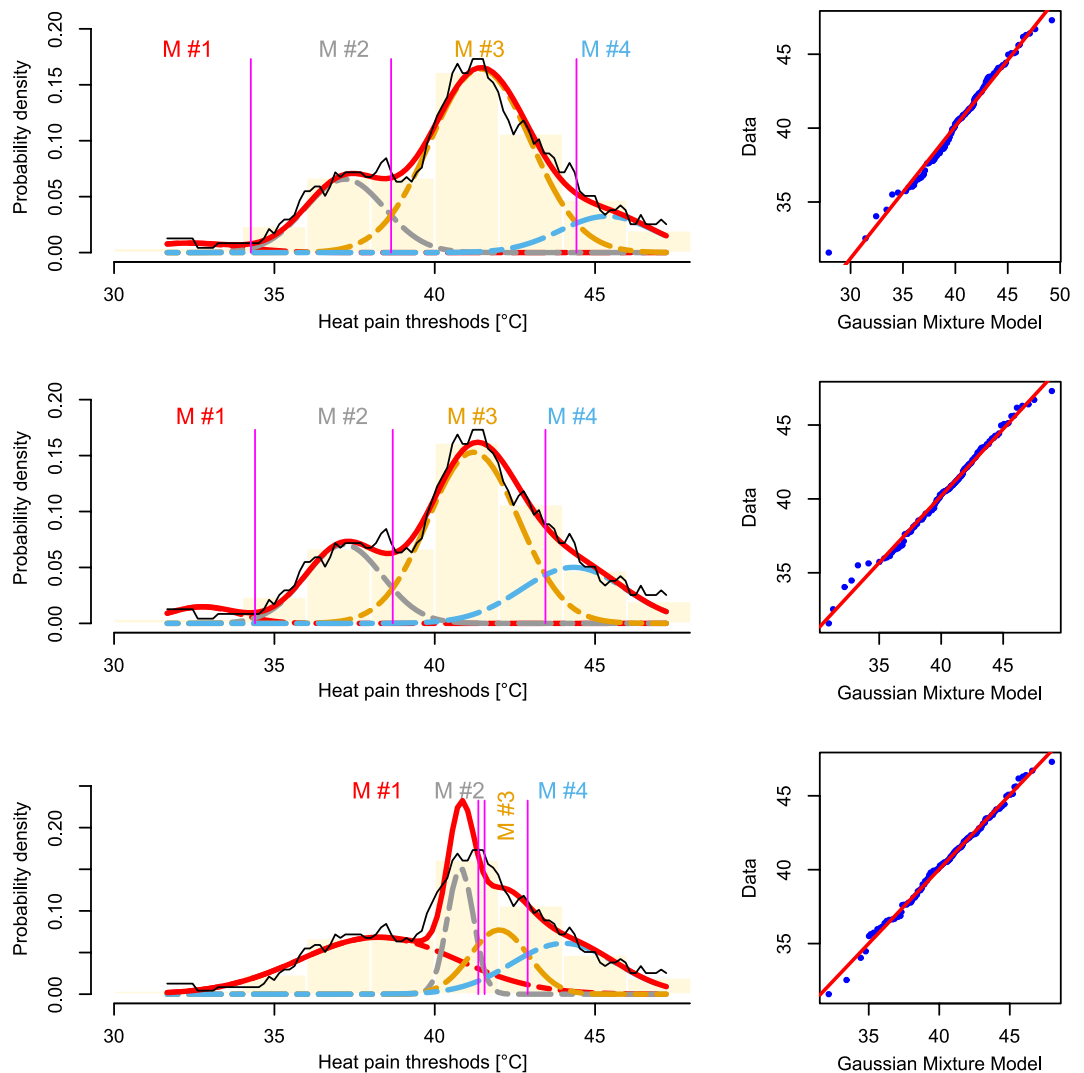 M #1 M #2 M #3 M #4
Probability density
0.00 0.05 0.10 0.15 0.20
30 35 40 45
Heat pain threshods [°C]
Data
35 40 45
30 35 40 45 50
Gaussian Mixture Model
M #1 M #2 M #3 M #4
Probability density
0.00 0.05 0.10 0.15 0.20
30 35 40 45
Heat pain threshods [°C]
Data
35 40 45
35 40 45
Gaussian Mixture Model
M #1 M #2 M #3 M #4
Probability density
0.00 0.10 0.20
30 35 40 45
Heat pain threshods [°C]
Data
35 40 45
35 40 45
Gaussian Mixture Model